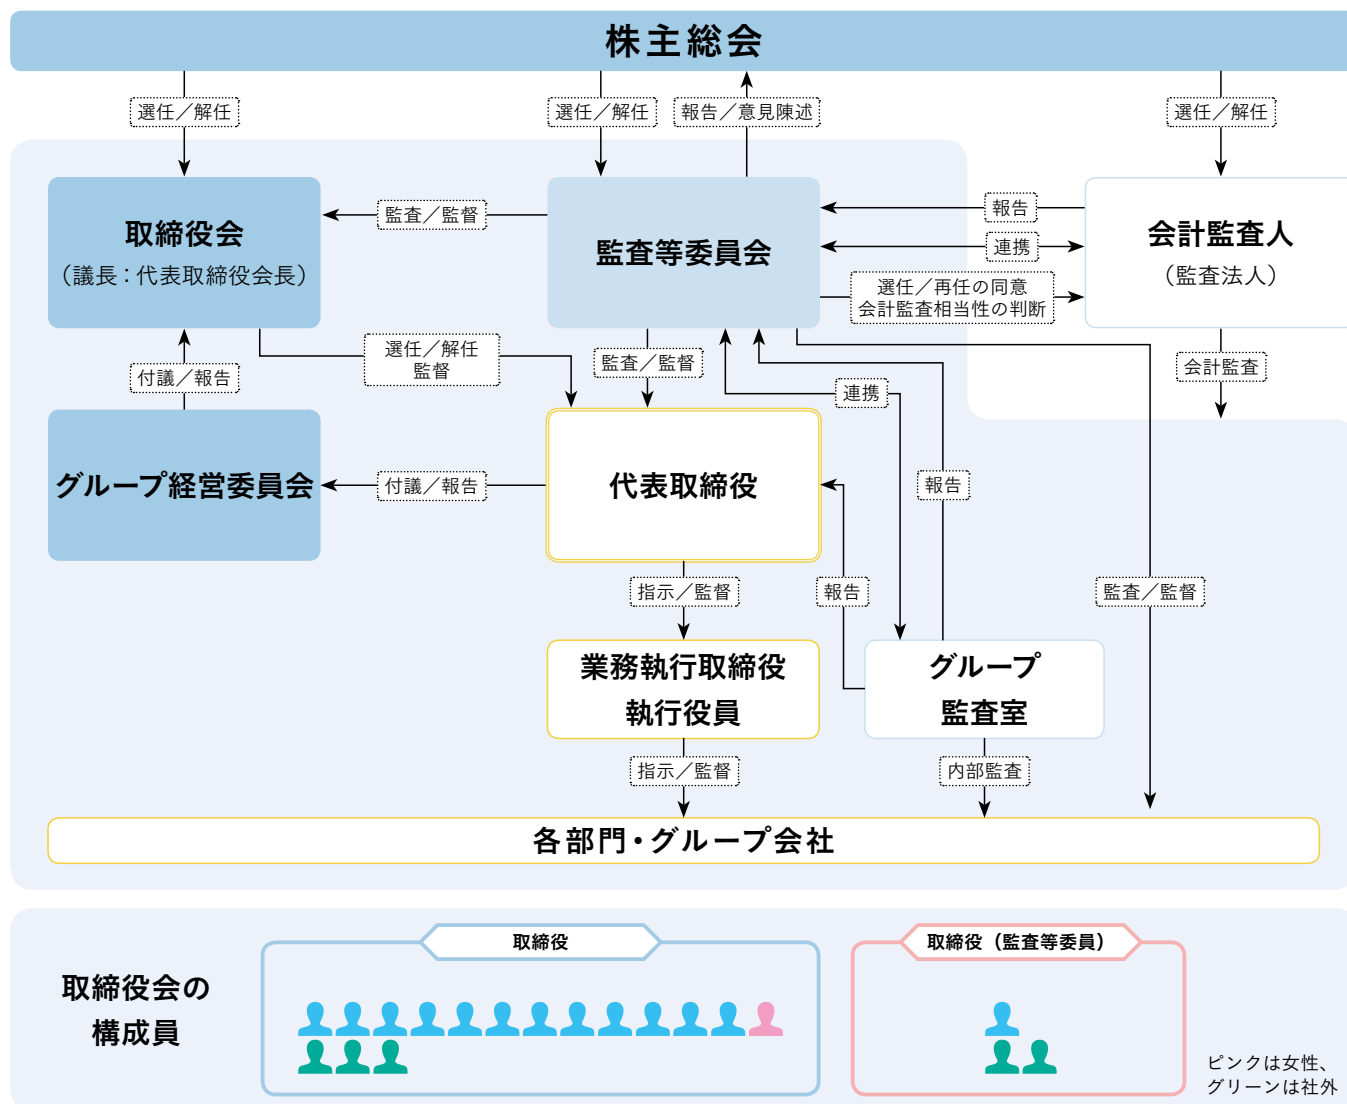 株主総会
選任／解任
選任／解任
報告／意見陳述
選任／解任
取締役会
（議長：代表取締役会長）
監査／監督
監査等委員会
報告
連携
選任／再任の同意
会計監査相当性の判断
会計監査人
（監査法人）
付議／報告
選任／解任
監督
監査／監督
連携
会計監査
グループ経営委員会
付議／報告
代表取締役
報告
指示／監督
報告
監査／監督
業務執行取締役
執行役員
グループ
監査室
指示／監督
内部監査
各部門・グループ会社
取締役会の
構成員
取締役
取締役（監査等委員）
ピンクは女性、
グリーンは社外